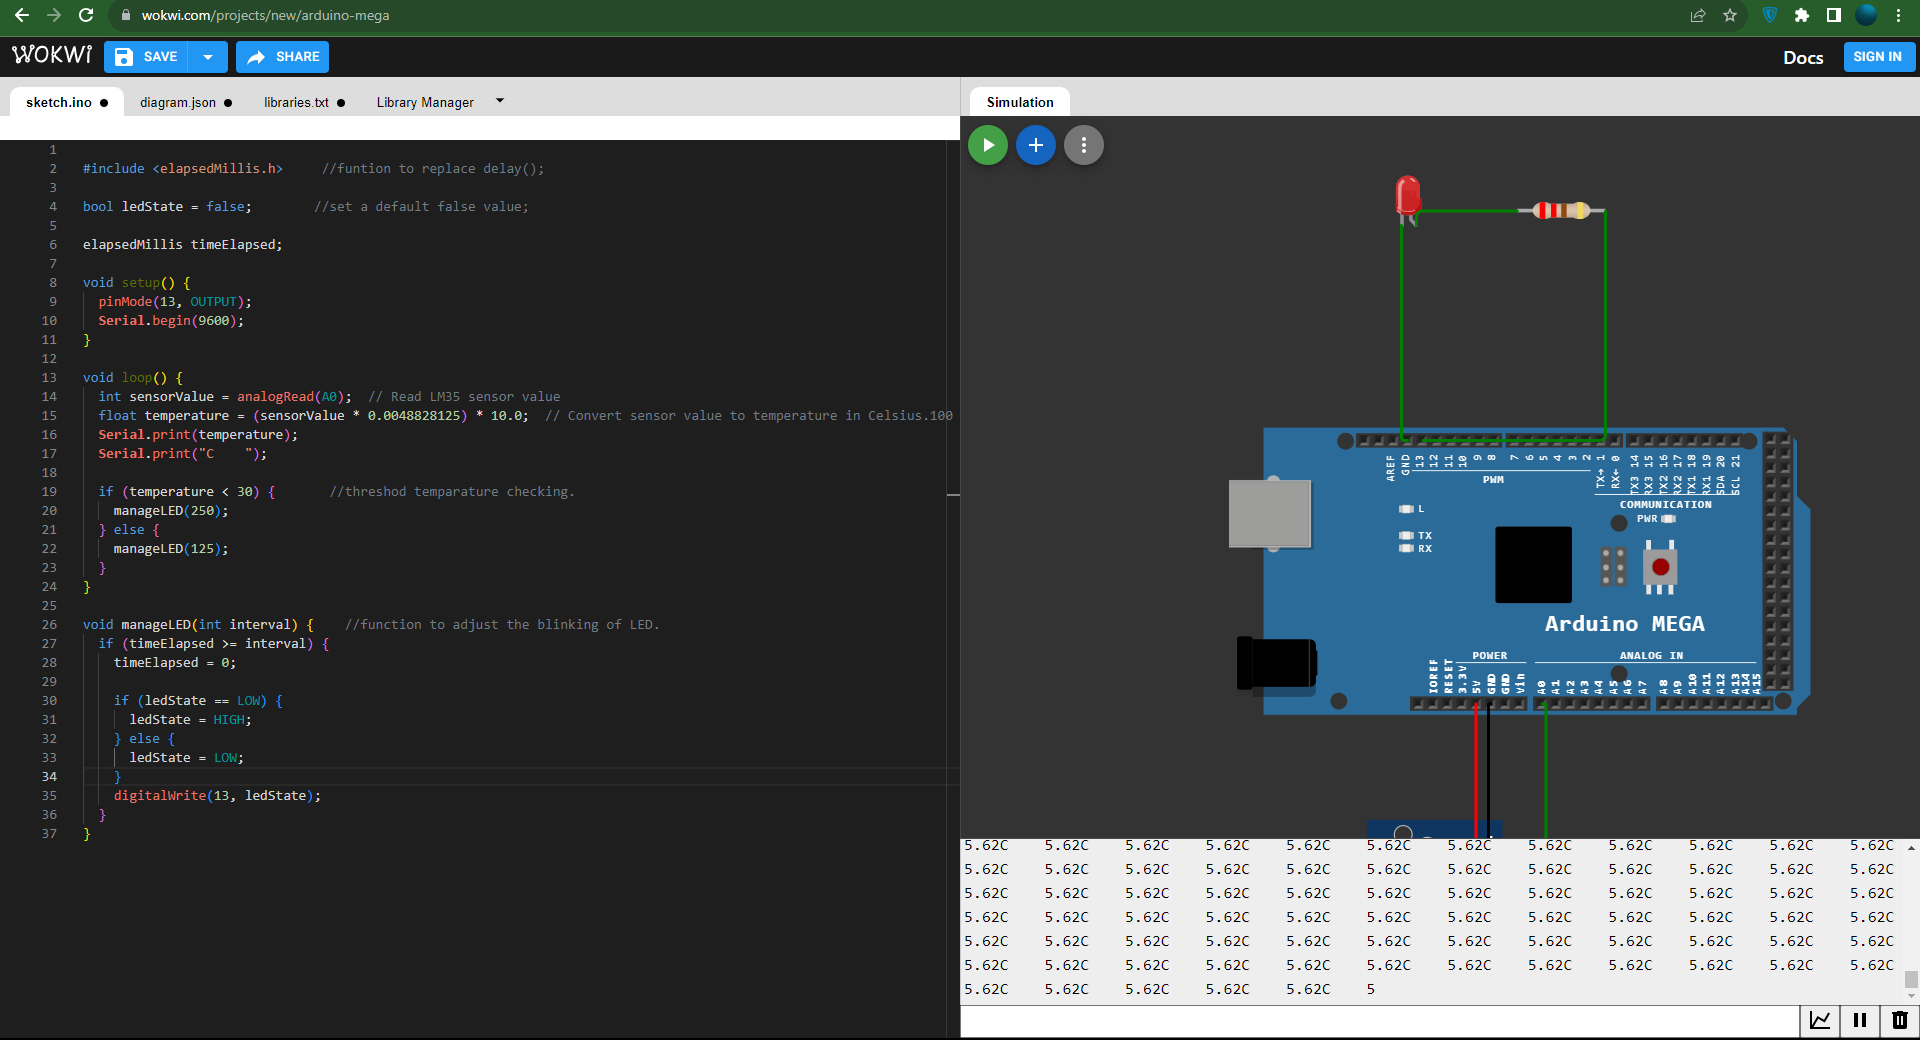 wokwi.com/projects/new/arduino-mega
WOKWi SAVE SHARE Docs SIGN IN
sketch.ino diagram.json libraries.txt Library Manager
Simulation
1
2 #include <elapsedMillis.h> //funtion to replace delay();
3
4 bool ledState = false; //set a default false value;
5
6 elapsedMillis timeElapsed;
7
8 void setup() {
9 pinMode(13, OUTPUT);
10 Serial.begin(9600);
11 }
12
13 void loop() {
14 int sensorValue = analogRead(A0); // Read LM35 sensor value
15 float temperature = (sensorValue * 0.0048828125) * 10.0; // Convert sensor value to temperature in Celsius.100
16 Serial.print(temperature);
17 Serial.print("C    ");
18
19 if (temperature < 30) { //threshod temparature checking.
20 manageLED(250);
21 } else {
22 manageLED(125);
23 }
24 }
25
26 void manageLED(int interval) { //function to adjust the blinking of LED.
27 if (timeElapsed >= interval) {
28 timeElapsed = 0;
29
30 if (ledState == LOW) {
31 ledState = HIGH;
32 } else {
33 ledState = LOW;
34 }
35 digitalWrite(13, ledState);
36 }
37 }
AREF GND 13 12 11 10 9 8 7 6 5 4 3 2 TX→1 RX←0 TX3 14 RX3 15 TX2 16 RX2 17 TX1 18 RX1 19 SDA 20 SCL 21
PWM
COMMUNICATION
L
PWR
TX
RX
Arduino MEGA
POWER ANALOG IN
IOREF RESET 3.3V 5V GND GND Vin A0 A1 A2 A3 A4 A5 A6 A7 A8 A9 A10 A11 A12 A13 A14 A15
5.62C 5.62C 5.62C 5.62C 5.62C 5.62C 5.62C 5.62C 5.62C 5.62C 5.62C 5.62C
5.62C 5.62C 5.62C 5.62C 5.62C 5.62C 5.62C 5.62C 5.62C 5.62C 5.62C 5.62C
5.62C 5.62C 5.62C 5.62C 5.62C 5.62C 5.62C 5.62C 5.62C 5.62C 5.62C 5.62C
5.62C 5.62C 5.62C 5.62C 5.62C 5.62C 5.62C 5.62C 5.62C 5.62C 5.62C 5.62C
5.62C 5.62C 5.62C 5.62C 5.62C 5.62C 5.62C 5.62C 5.62C 5.62C 5.62C 5.62C
5.62C 5.62C 5.62C 5.62C 5.62C 5.62C 5.62C 5.62C 5.62C 5.62C 5.62C 5.62C
5.62C 5.62C 5.62C 5.62C 5.62C 5